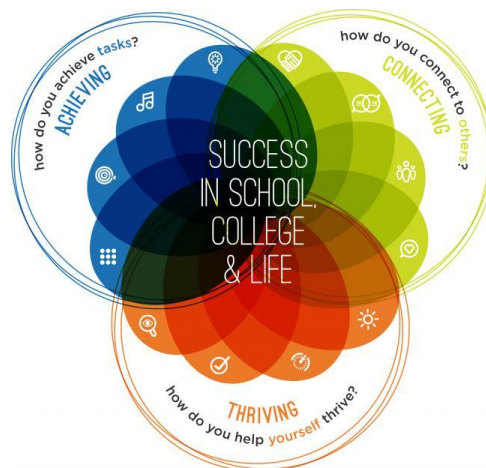 how do you achieve tasks?
ACHIEVING
how do you connect to others?
CONNECTING
SUCCESS
IN SCHOOL,
COLLEGE
& LIFE
THRIVING
how do you help yourself thrive?